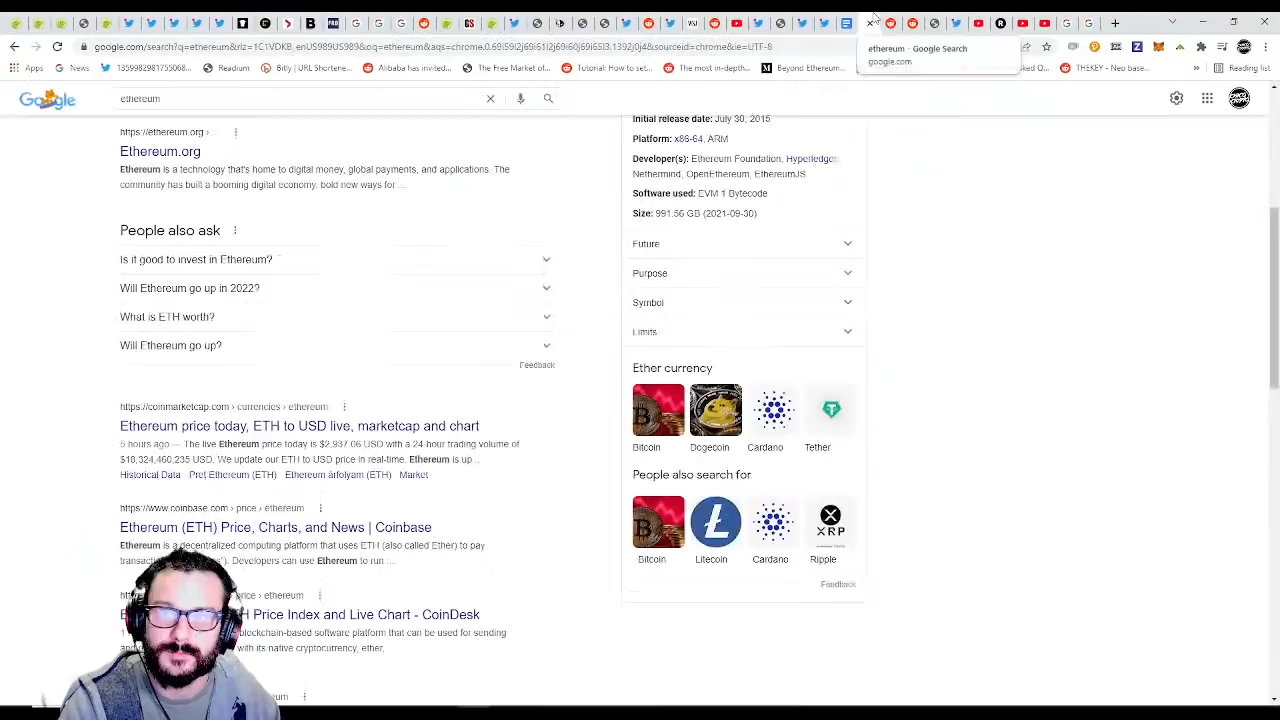 ethereum - Google Search
google.com
Apps
News
Readium
Bitly | URL Shortene...
Alibaba has invited...
The Free Market of...
Tutorial: How to set...
The most in-depth...
Beyond Ethereum...
THEKEY - Neo base...
Reading list
Google
ethereum
https://ethereum.org ›
Ethereum.org
Ethereum is a technology that's home to digital money, global payments, and applications. The
community has built a booming digital economy, bold new ways for ...
People also ask
Is it good to invest in Ethereum?
Will Ethereum go up in 2022?
What is ETH worth?
Will Ethereum go up?
Feedback
https://coinmarketcap.com › currencies › ethereum
Ethereum price today, ETH to USD live, marketcap and chart
5 hours ago — The live Ethereum price today is $2,937.06 USD with a 24-hour trading volume of
$18,324,460,235 USD. We update our ETH to USD price in real-time. Ethereum is up ...
Historical Data · Preț Ethereum (ETH) · Ethereum árfolyam (ETH) · Market
https://www.coinbase.com › price › ethereum
Ethereum (ETH) Price, Charts, and News | Coinbase
Ethereum is a decentralized computing platform that uses ETH (also called Ether) to pay
Developers can use Ethereum to run ...
price › ethereum
H Price Index and Live Chart - CoinDesk
blockchain-based software platform that can be used for sending
with its native cryptocurrency, ether,
Initial release date: July 30, 2015
Platform: x86-64, ARM
Developer(s): Ethereum Foundation, Hyperledger,
Nethermind, OpenEthereum, EthereumJS
Software used: EVM 1 Bytecode
Size: 991.56 GB (2021-09-30)
Future
Purpose
Symbol
Limits
Ether currency
Bitcoin
Dogecoin
Cardano
Tether
People also search for
XRP
Bitcoin
Litecoin
Cardano
Ripple
Feedback